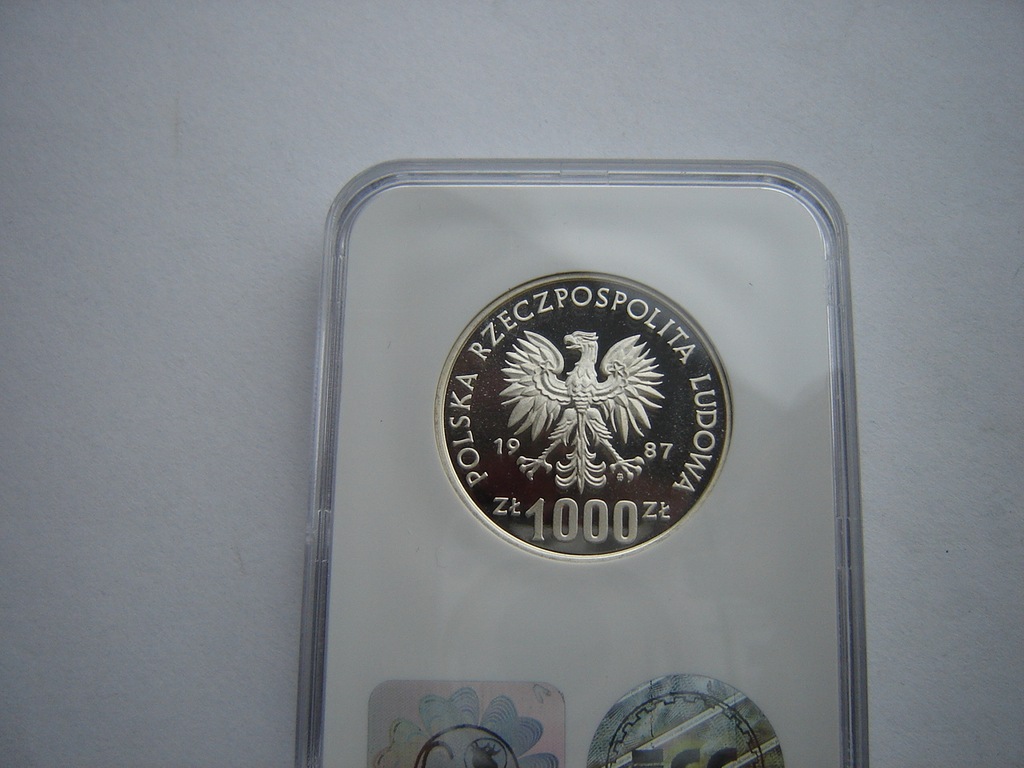 POLSKA RZECZPOSPOLITA LUDOWA
19 87
ZŁ 1000 ZŁ